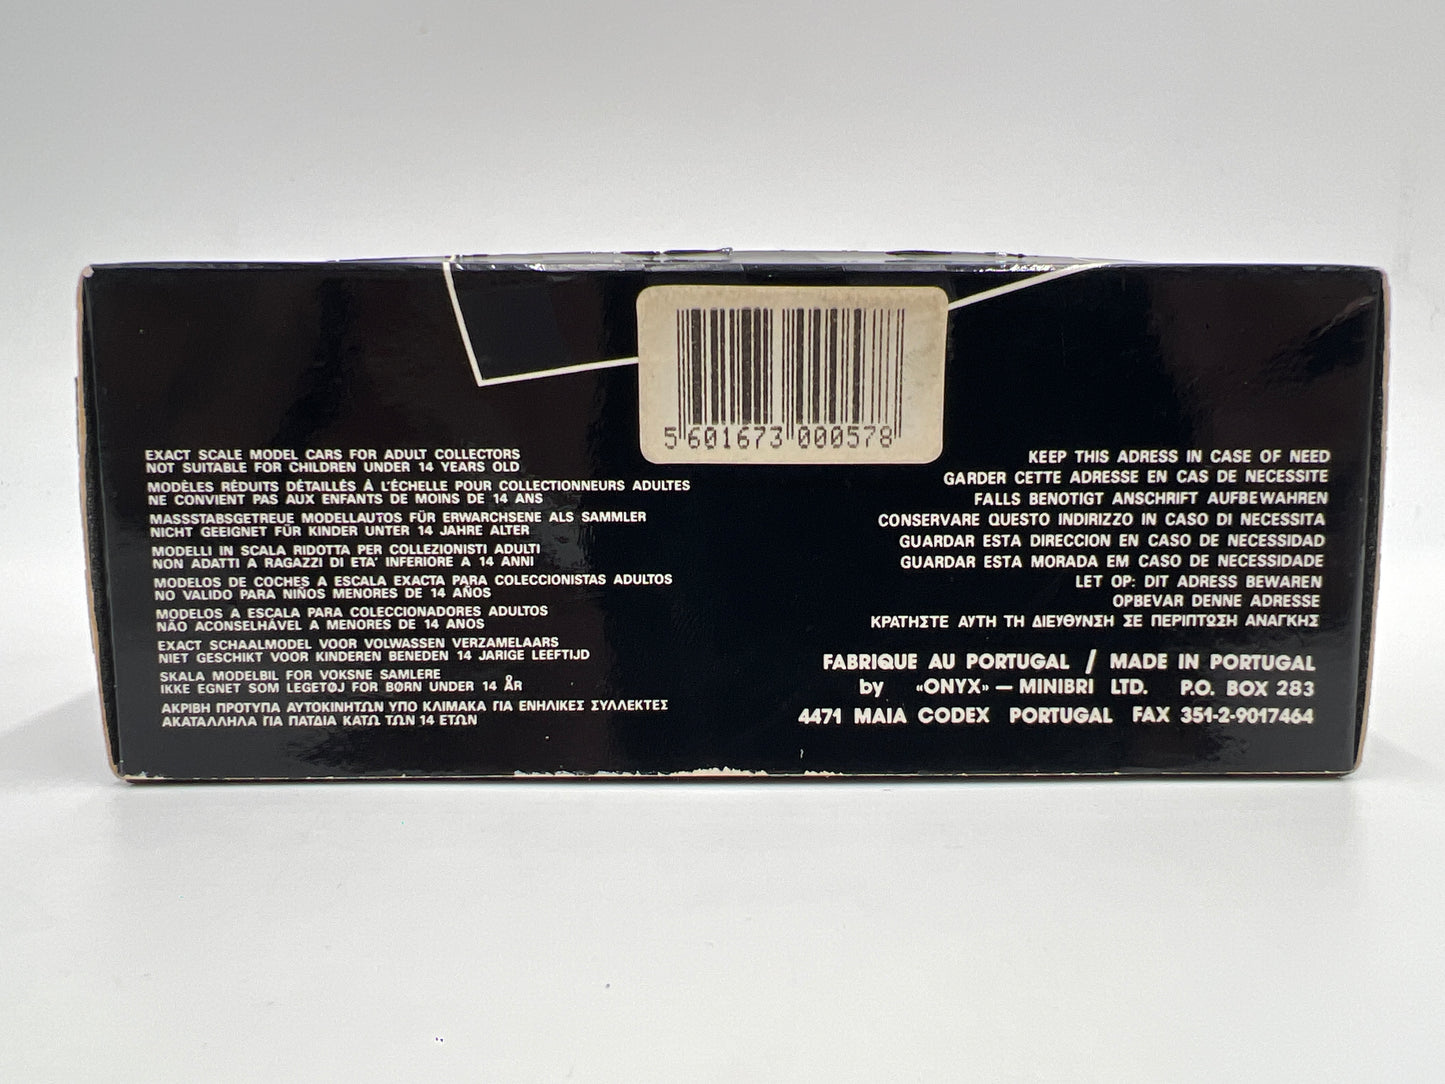 5 601673 000578
EXACT SCALE MODEL CARS FOR ADULT COLLECTORS
NOT SUITABLE FOR CHILDREN UNDER 14 YEARS OLD
MODÈLES RÉDUITS DÉTAILLÉS À L'ÉCHELLE POUR COLLECTIONNEURS ADULTES
NE CONVIENT PAS AUX ENFANTS DE MOINS DE 14 ANS
MASSSTABSGETREUE MODELLAUTOS FÜR ERWARCHSENE ALS SAMMLER
NICHT GEEIGNET FÜR KINDER UNTER 14 JAHRE ALTER
MODELLI IN SCALA RIDOTTA PER COLLEZIONISTI ADULTI
NON ADATTI A RAGAZZI DI ETA' INFERIORE A 14 ANNI
MODELOS DE COCHES A ESCALA EXACTA PARA COLECCIONISTAS ADULTOS
NO VALIDO PARA NIÑOS MENORES DE 14 AÑOS
MODELOS A ESCALA PARA COLECCIONADORES ADULTOS
NÃO ACONSELHÁVEL A MENORES DE 14 ANOS
EXACT SCHAALMODEL VOOR VOLWASSEN VERZAMELAARS
NIET GESCHIKT VOOR KINDEREN BENEDEN 14 JARIGE LEEFTIJD
SKALA MODELBIL FOR VOKSNE SAMLERE
IKKE EGNET SOM LEGETØJ FOR BØRN UNDER 14 ÅR
ΑΚΡΙΒΗ ΠΡΟΤΥΠΑ ΑΥΤΟΚΙΝΗΤΩΝ ΥΠΟ ΚΛΙΜΑΚΑ ΓΙΑ ΕΝΗΛΙΚΕΣ ΣΥΛΛΕΚΤΕΣ
ΑΚΑΤΑΛΛΗΛΑ ΓΙΑ ΠΑΤΔΙΑ ΚΑΤΩ ΤΩΝ 14 ΕΤΩΝ
KEEP THIS ADRESS IN CASE OF NEED
GARDER CETTE ADRESSE EN CAS DE NECESSITE
FALLS BENOTIGT ANSCHRIFT AUFBEWAHREN
CONSERVARE QUESTO INDIRIZZO IN CASO DI NECESSITA
GUARDAR ESTA DIRECCION EN CASO DE NECESSIDAD
GUARDAR ESTA MORADA EM CASO DE NECESSIDADE
LET OP: DIT ADRESS BEWAREN
OPBEVAR DENNE ADRESSE
ΚΡΑΤΗΣΤΕ ΑΥΤΗ ΤΗ ΔΙΕΥΘΥΝΣΗ ΣΕ ΠΕΡΙΠΤΩΣΗ ΑΝΑΓΚΗΣ
FABRIQUE AU PORTUGAL / MADE IN PORTUGAL
by «ONYX» — MINIBRI LTD. P.O. BOX 283
4471 MAIA CODEX PORTUGAL FAX 351-2-9017464